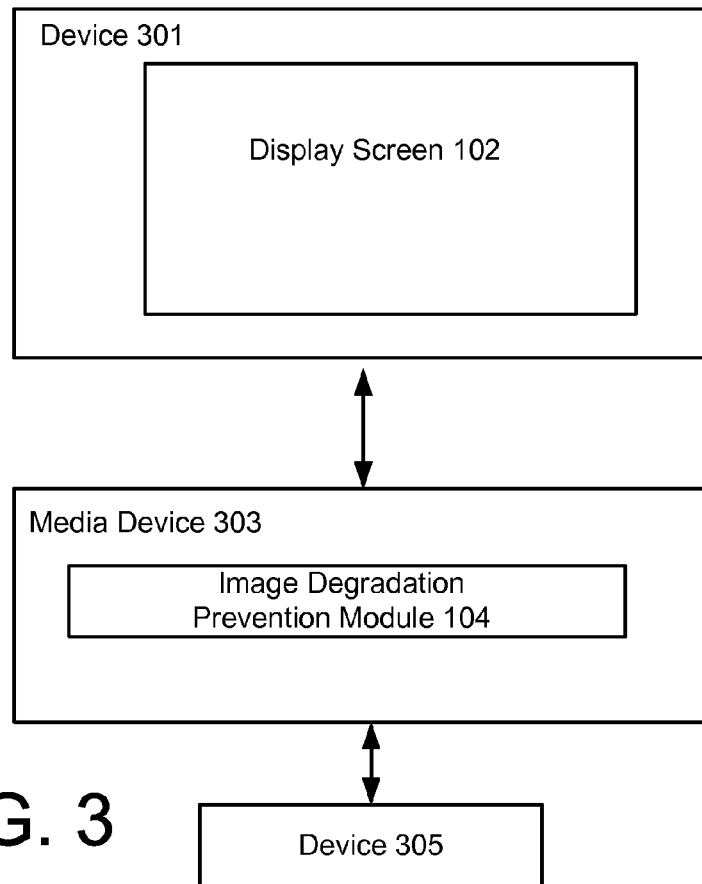 Device 301
Display Screen 102
Media Device 303
Image Degradation
Prevention Module 104
G. 3
Device 305